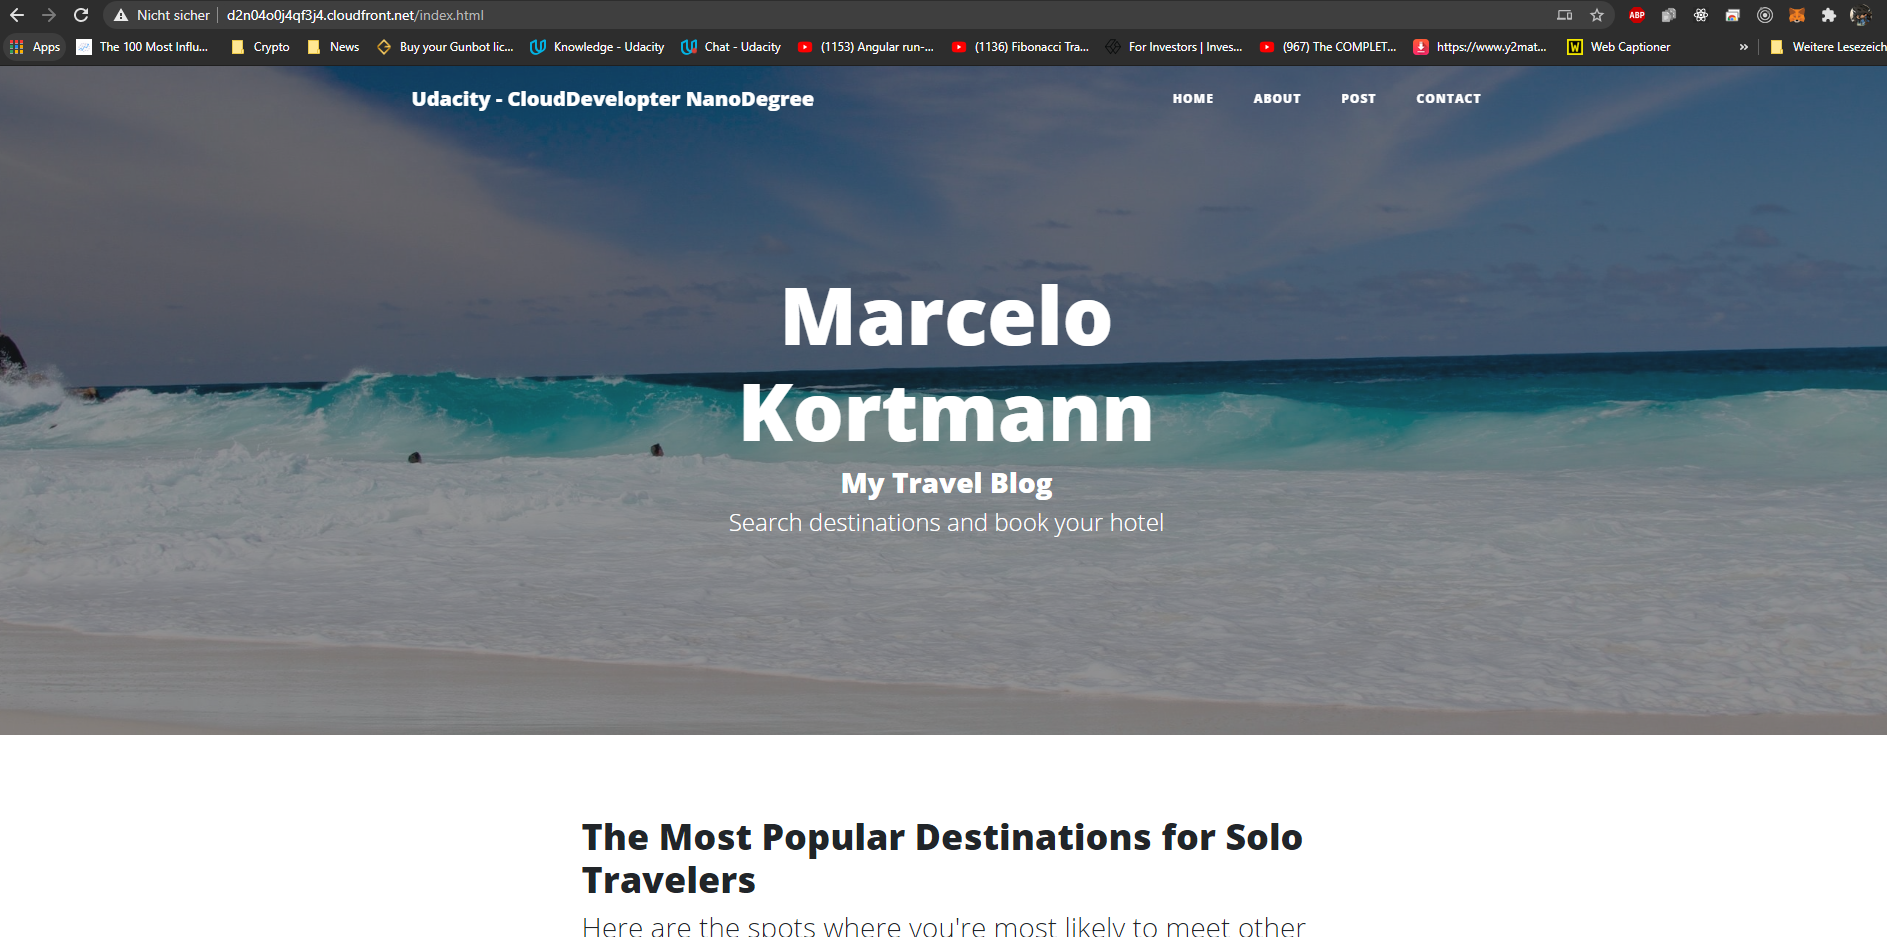 Nicht sicher d2n04o0j4qf3j4.cloudfront.net/index.html ABP
Apps The 100 Most Influ... Crypto News Buy your Gunbot lic... Knowledge - Udacity Chat - Udacity (1153) Angular run-... (1136) Fibonacci Tra... For Investors | Inves... (967) The COMPLET... https://www.y2mat... W Web Captioner » Weitere Lesezeich
Udacity - CloudDevelopter NanoDegree HOME ABOUT POST CONTACT
Marcelo
Kortmann
My Travel Blog
Search destinations and book your hotel
The Most Popular Destinations for Solo
Travelers
Here are the spots where you're most likely to meet other